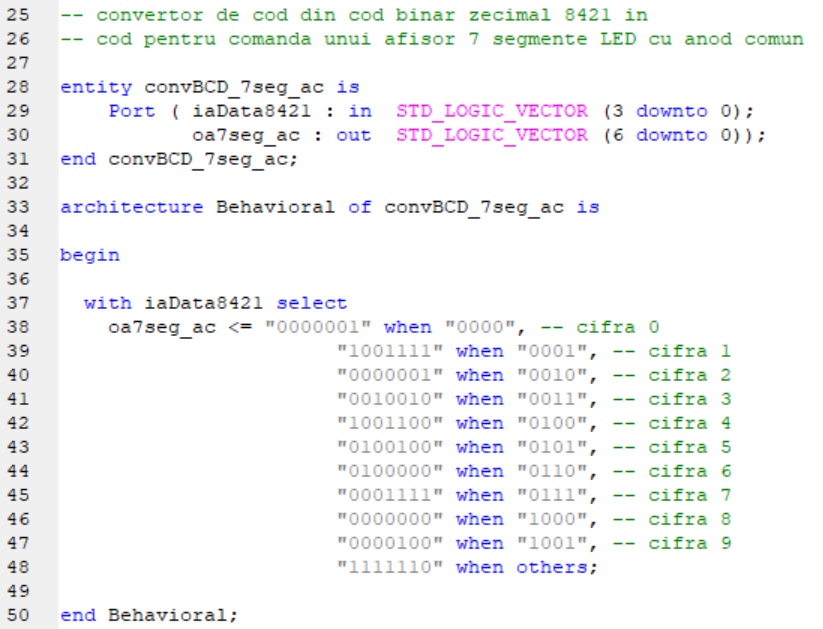 25 -- convertor de cod din cod binar zecimal 8421 in
26 -- cod pentru comanda unui afisor 7 segmente LED cu anod comun
27
28 entity convBCD_7seg_ac is
29     Port ( iaData8421 : in  STD_LOGIC_VECTOR (3 downto 0);
30            oa7seg_ac : out  STD_LOGIC_VECTOR (6 downto 0));
31 end convBCD_7seg_ac;
32
33 architecture Behavioral of convBCD_7seg_ac is
34
35 begin
36
37   with iaData8421 select
38     oa7seg_ac <= "0000001" when "0000", -- cifra 0
39                        "1001111" when "0001", -- cifra 1
40                        "0000001" when "0010", -- cifra 2
41                        "0010010" when "0011", -- cifra 3
42                        "1001100" when "0100", -- cifra 4
43                        "0100100" when "0101", -- cifra 5
44                        "0100000" when "0110", -- cifra 6
45                        "0001111" when "0111", -- cifra 7
46                        "0000000" when "1000", -- cifra 8
47                        "0000100" when "1001", -- cifra 9
48                        "1111110" when others;
49
50 end Behavioral;